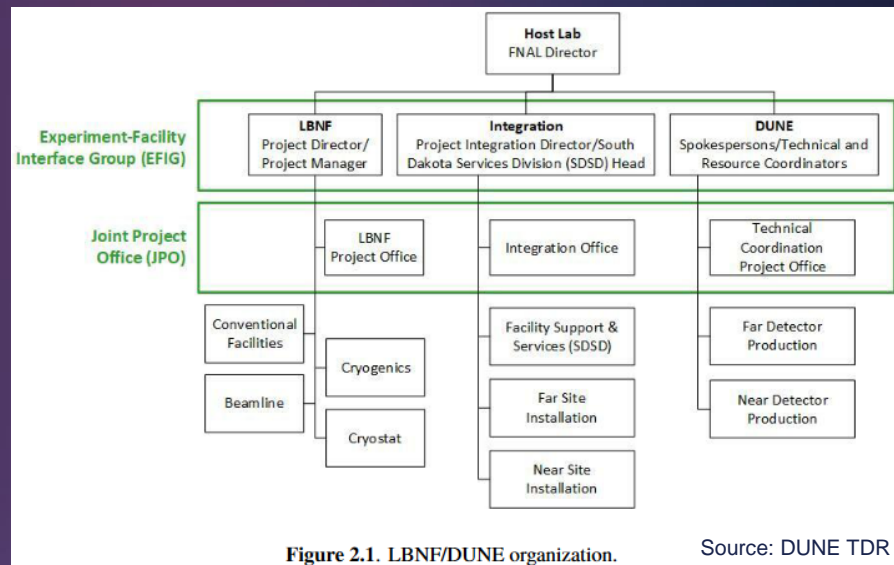 Host Lab
FNAL Director
Experiment-Facility
Interface Group (EFIG)
LBNF
Project Director/
Project Manager
Integration
Project Integration Director/South
Dakota Services Division (SDSD) Head
DUNE
Spokespersons/Technical and
Resource Coordinators
Joint Project
Office (JPO)
LBNF
Project Office
Integration Office
Technical
Coordination
Project Office
Conventional
Facilities
Cryogenics
Beamline
Cryostat
Facility Support &
Services (SDSD)
Far Site
Installation
Near Site
Installation
Far Detector
Production
Near Detector
Production
Figure 2.1. LBNF/DUNE organization.
Source: DUNE TDR